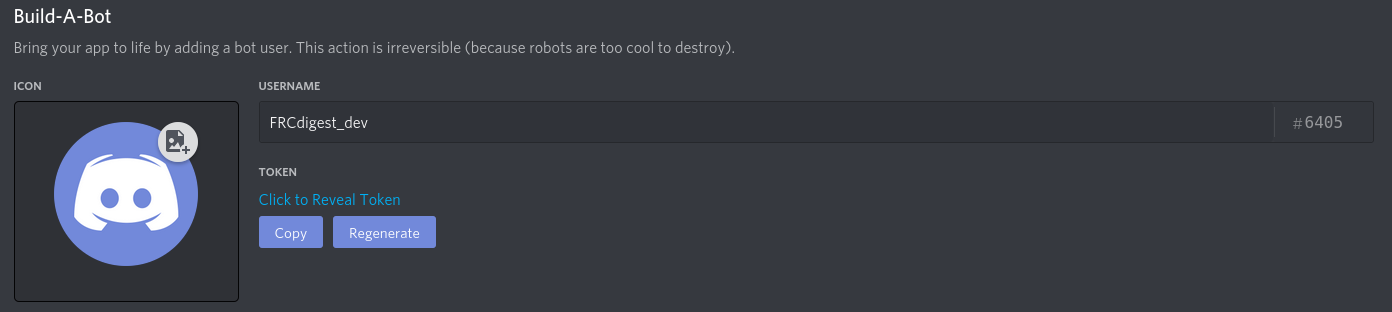 Build-A-Bot
Bring your app to life by adding a bot user. This action is irreversible (because robots are too cool to destroy).
ICON
USERNAME
FRCdigest_dev
#6405
TOKEN
Click to Reveal Token
Copy
Regenerate